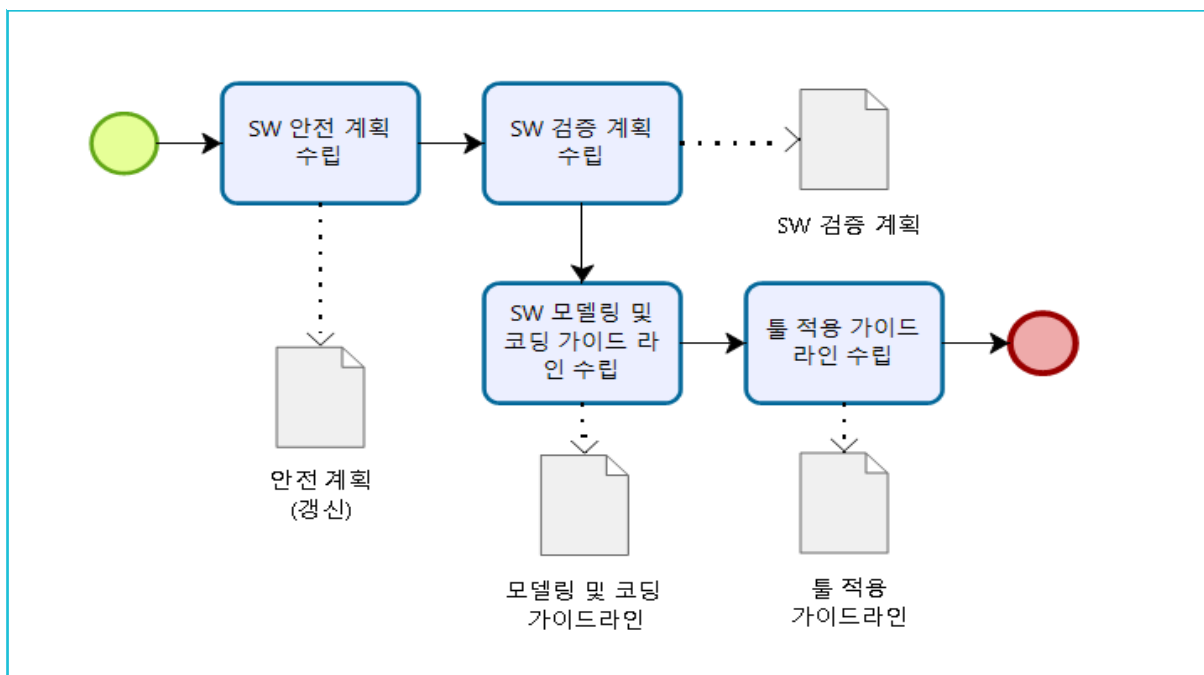 SW 안전 계획
수립
SW 검증 계획
수립
SW 검증 계획
SW 모델링 및
코딩 가이드 라
인 수립
툴 적용 가이드
라인 수립
안전 계획
(갱신)
모델링 및 코딩
가이드라인
툴 적용
가이드라인